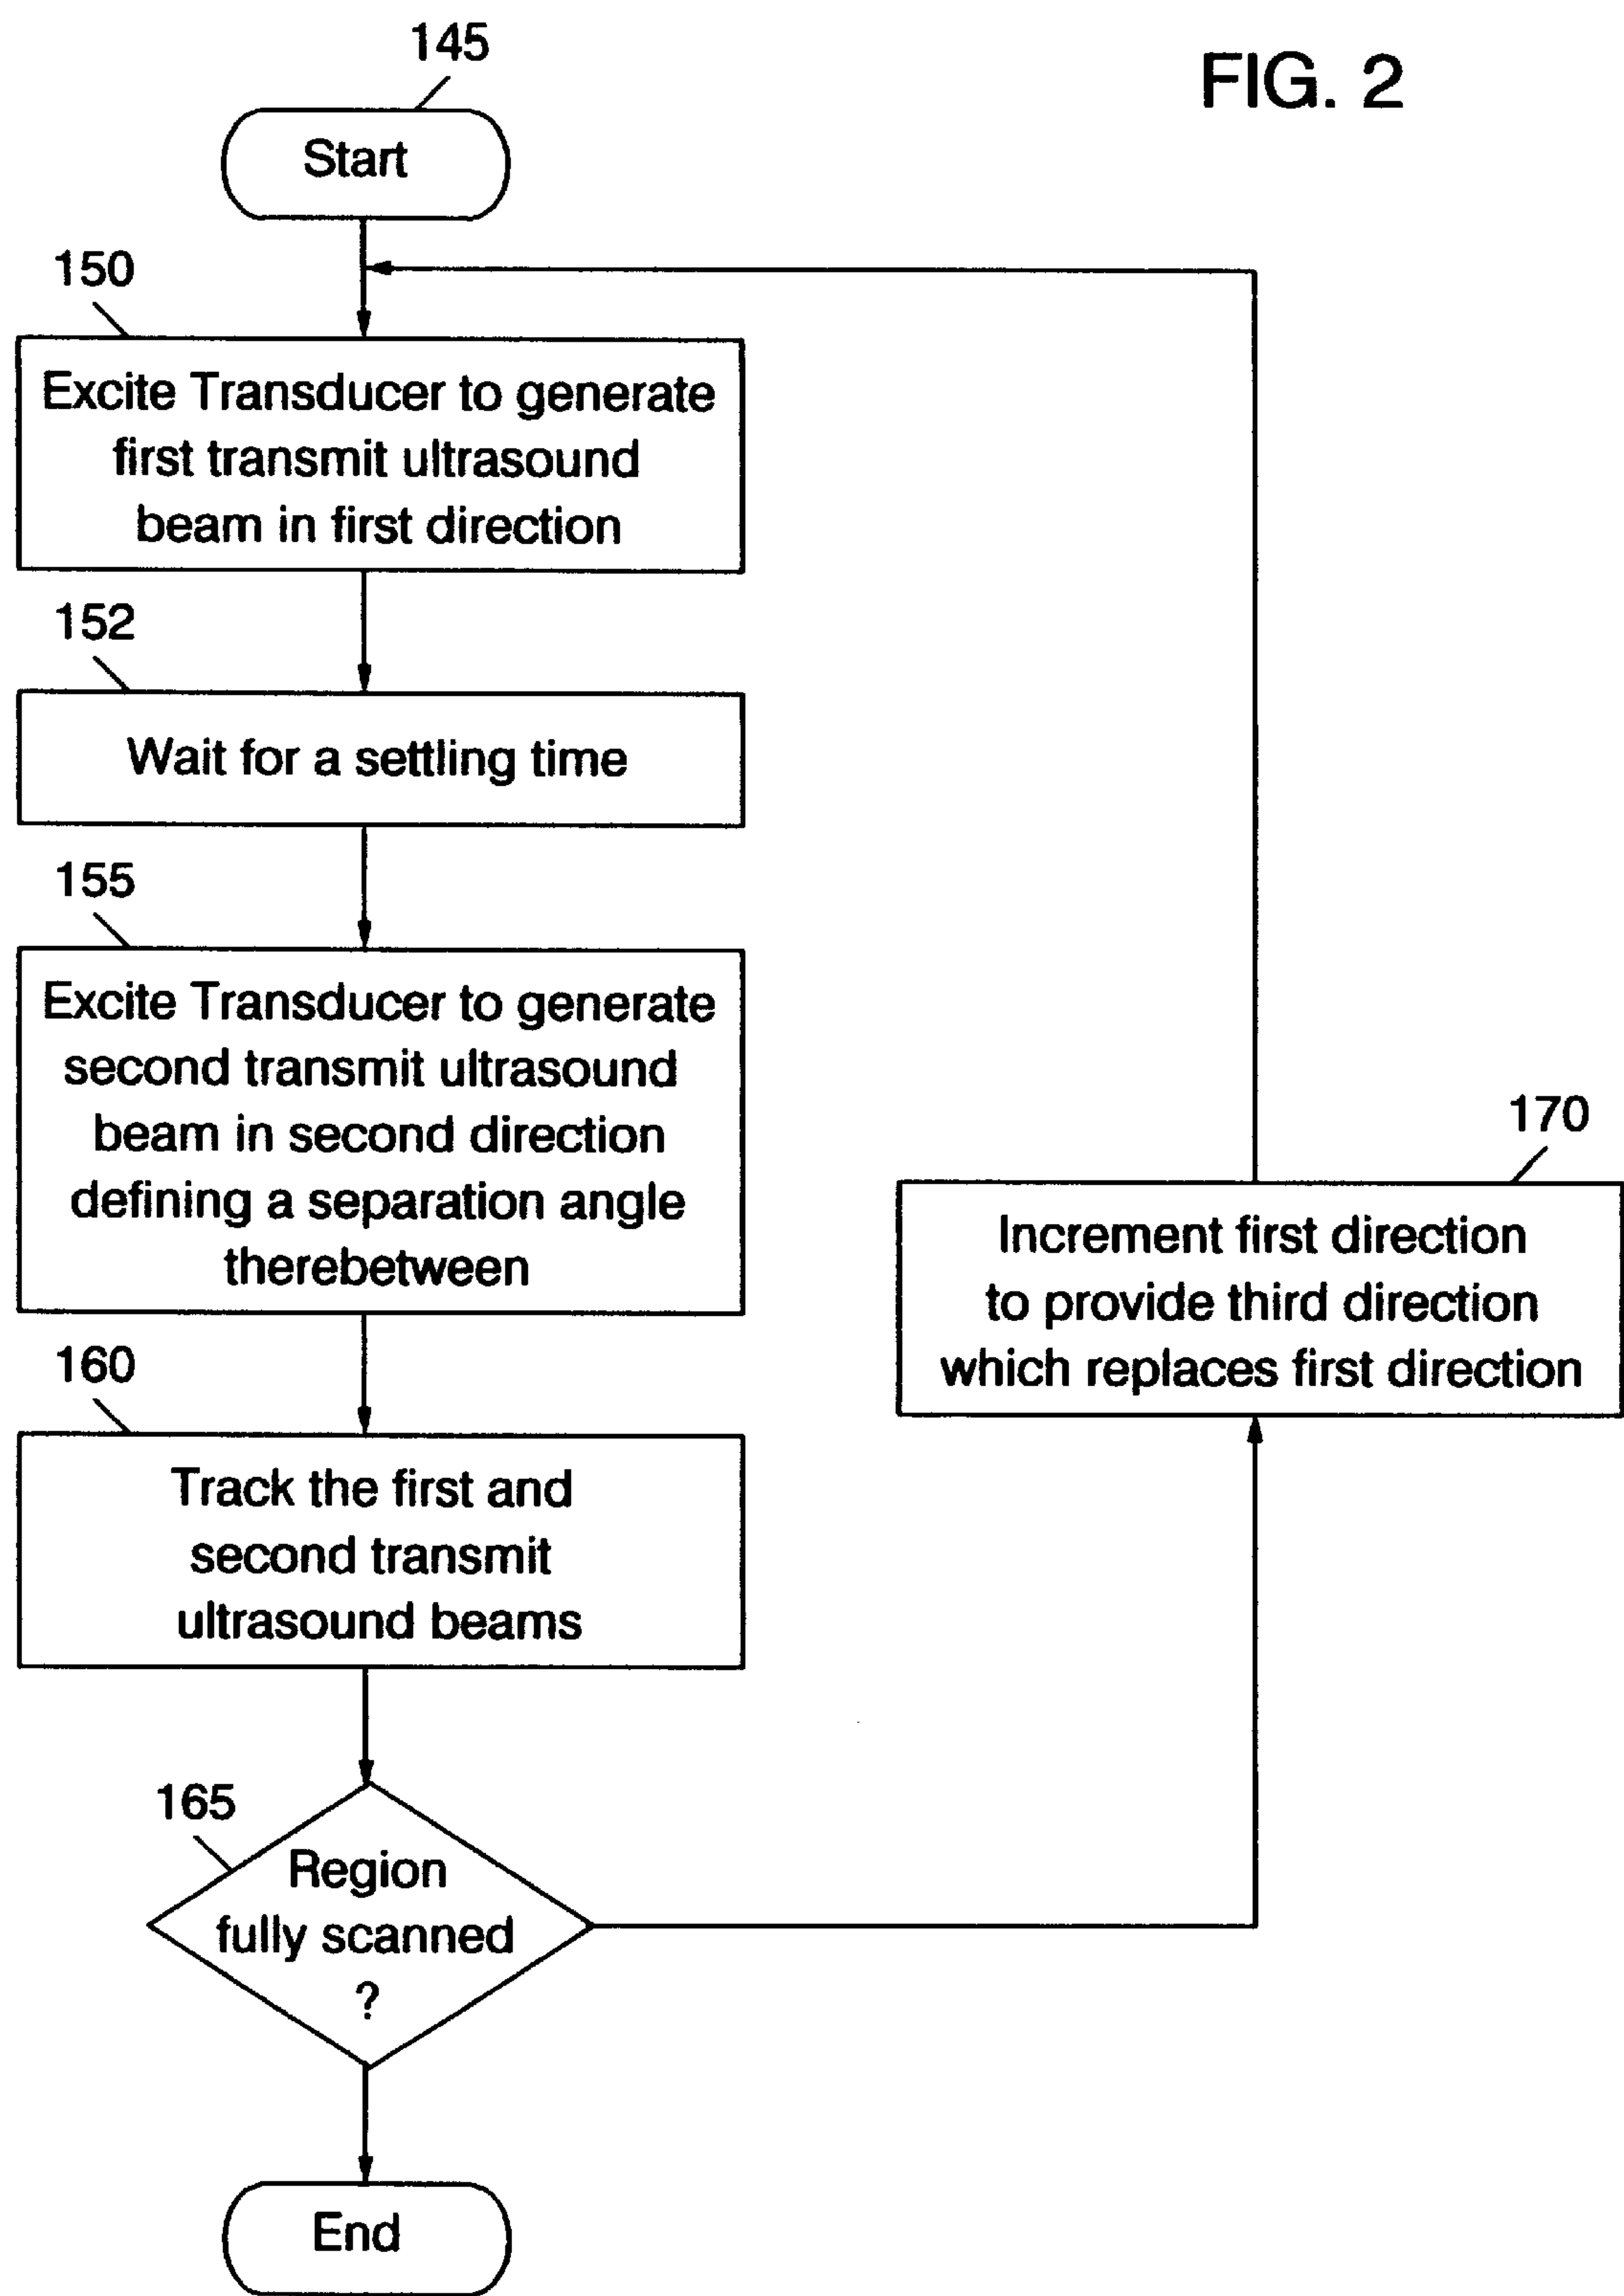 FIG. 2
145
Start
150
Excite Transducer to generate
first transmit ultrasound
beam in first direction
152
Wait for a settling time
155
Excite Transducer to generate
second transmit ultrasound
beam in second direction
defining a separation angle
therebetween
160
Track the first and
second transmit
ultrasound beams
165
Region
fully scanned
?
170
Increment first direction
to provide third direction
which replaces first direction
End